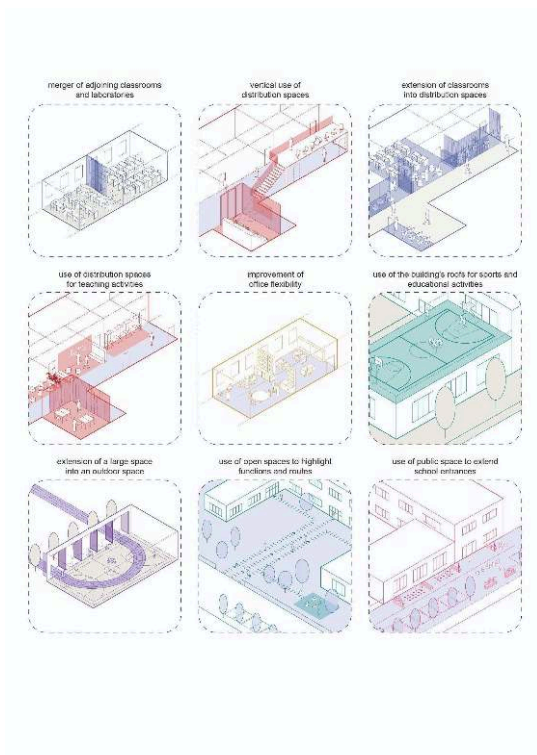 merger of adjoining classrooms
and laboratories
vertical use of
distribution spaces
extension of classrooms
into distribution spaces
use of distribution spaces
for teaching activities
improvement of
office flexibility
use of the building's roofs for sports and
educational activities
extension of a large space
into an outdoor space
use of open spaces to highlight
functions and routes
use of public space to extend
school entrances